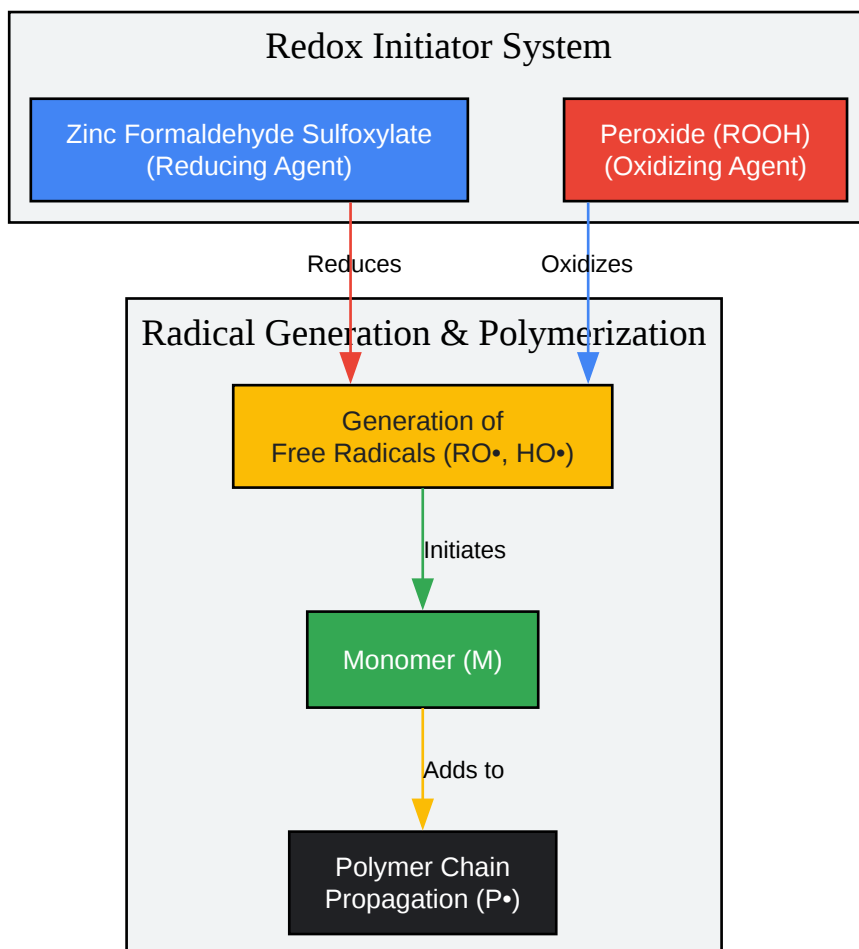 Redox Initiator System
Zinc Formaldehyde Sulfoxylate
(Reducing Agent)
Peroxide (ROOH)
(Oxidizing Agent)
Reduces
Oxidizes
Radical Generation & Polymerization
Generation of
Free Radicals (RO•, HO•)
Initiates
Monomer (M)
Adds to
Polymer Chain
Propagation (P•)